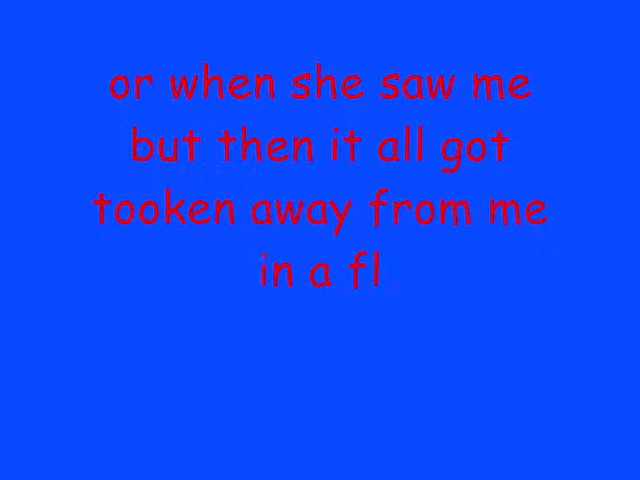 or when she saw me
but then it all got
tooken away from me
in a fl